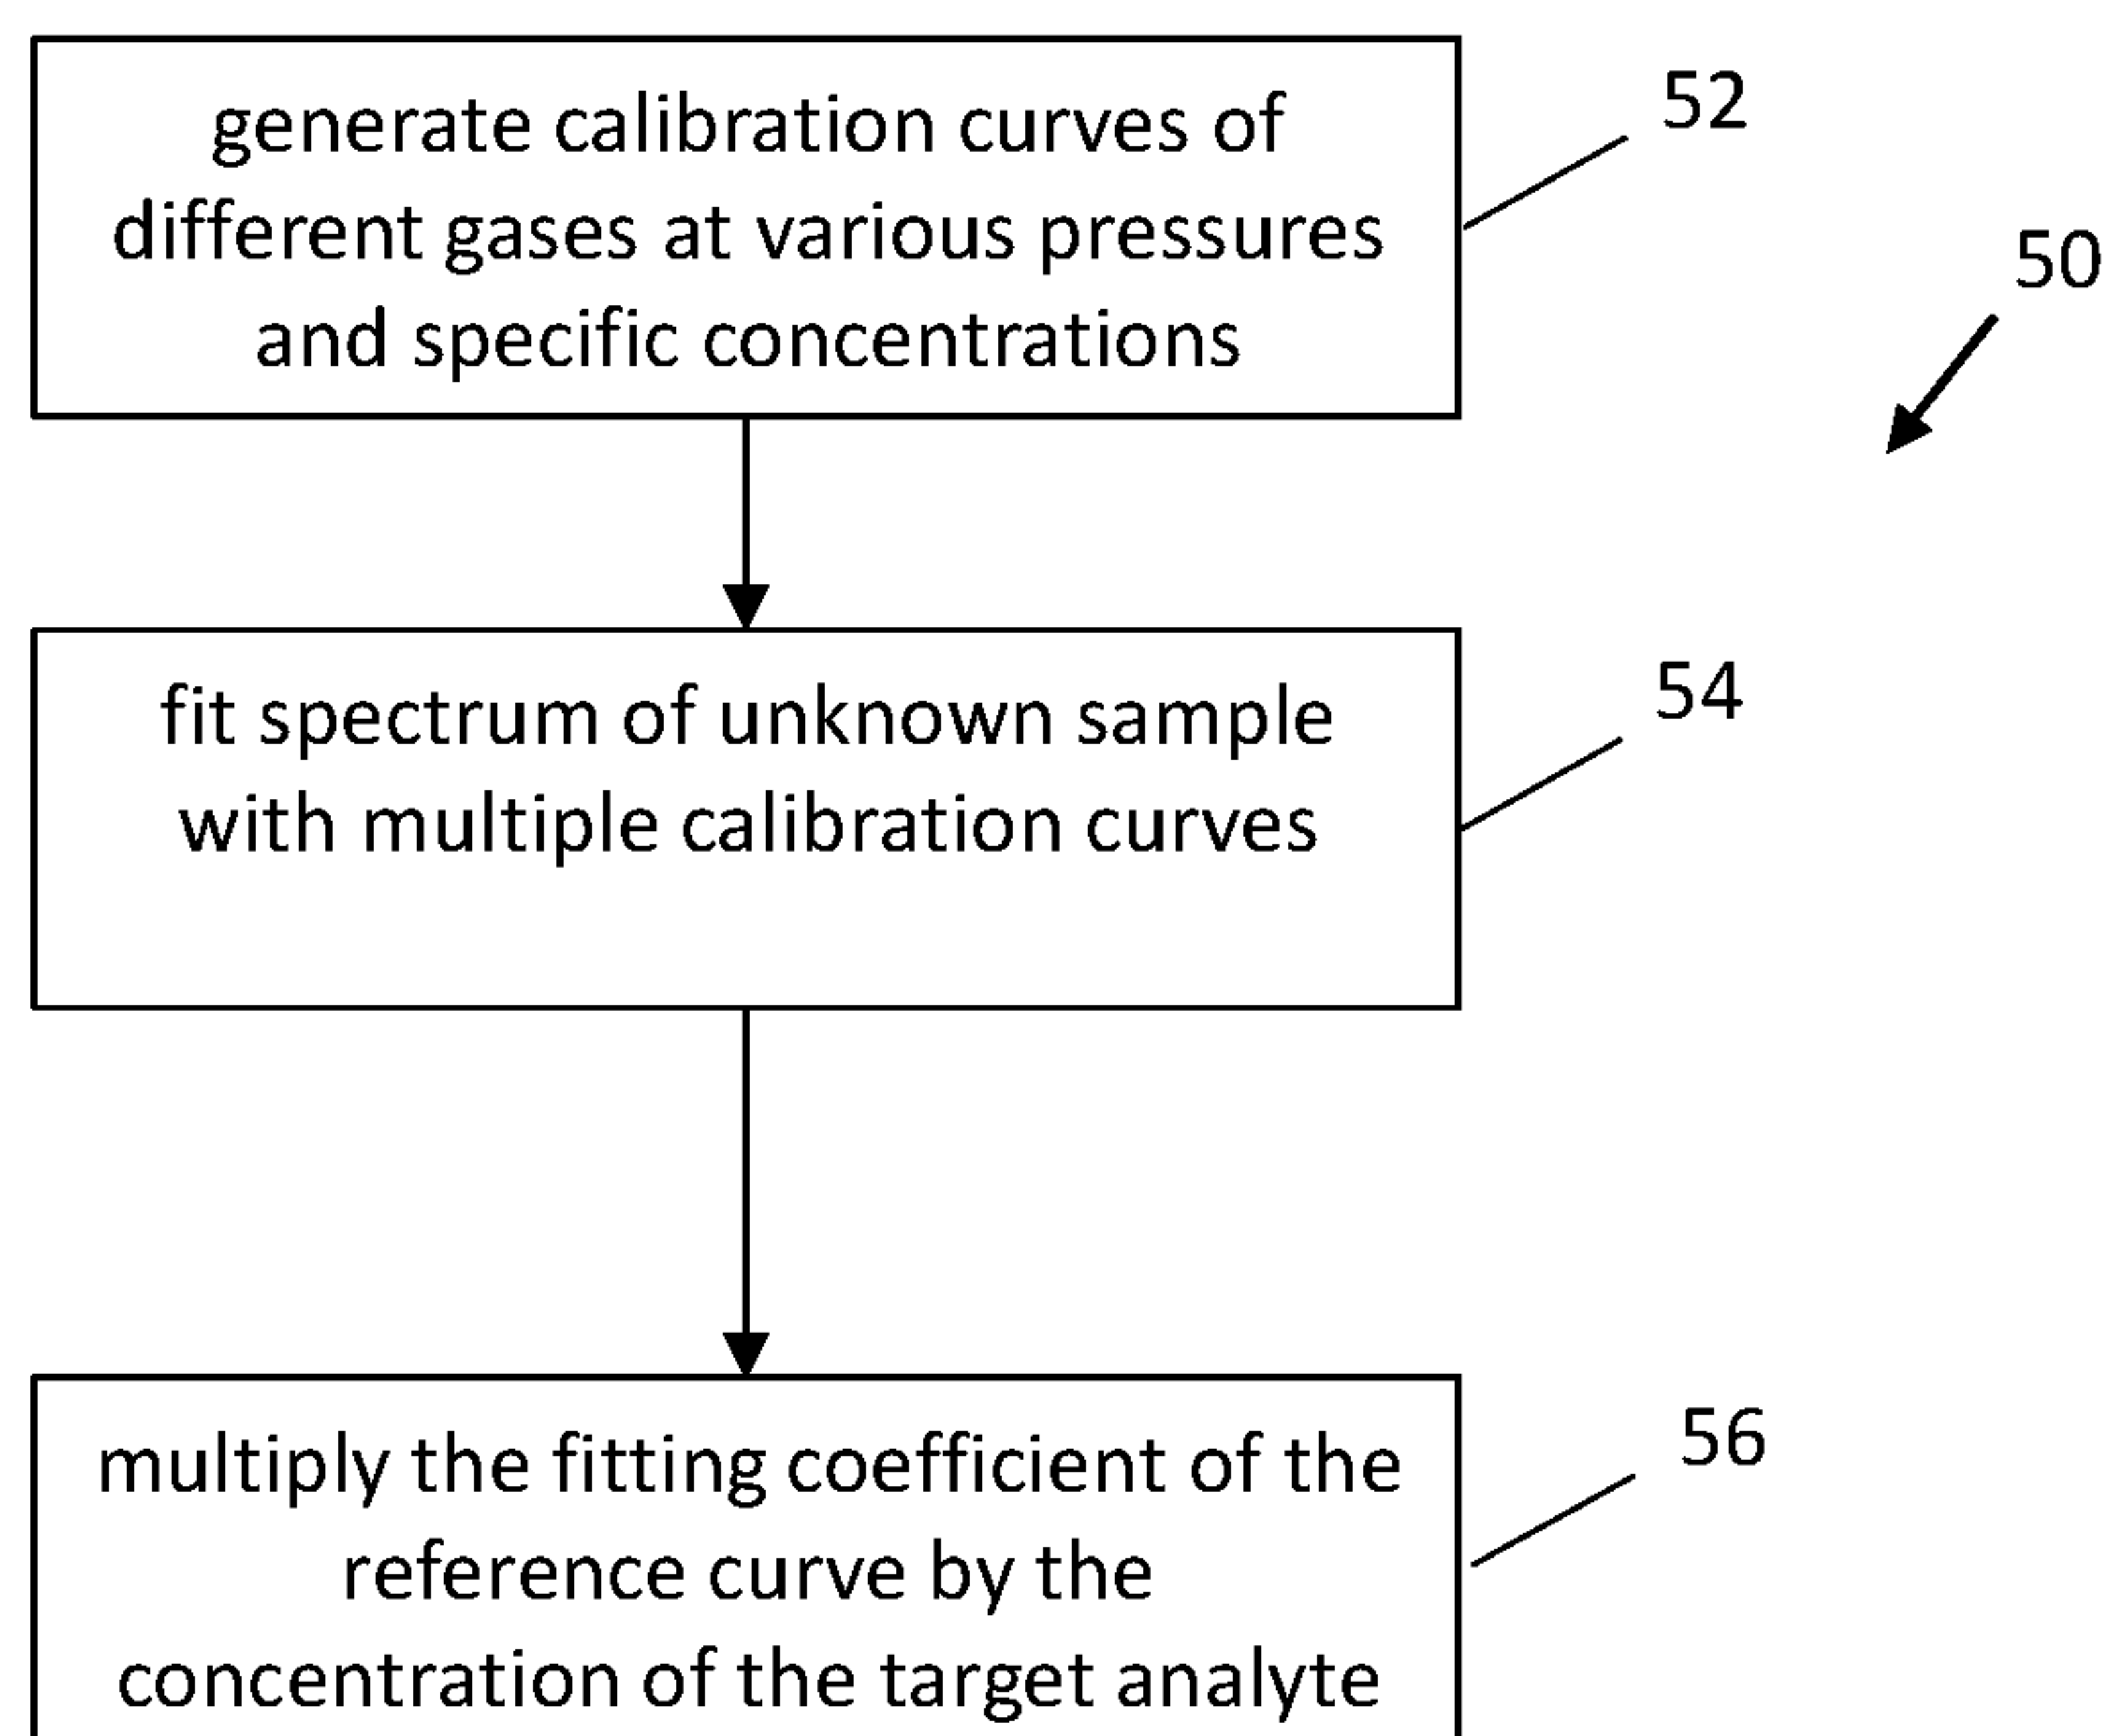 generate calibration curves of
different gases at various pressures
and specific concentrations
52
50
fit spectrum of unknown sample
with multiple calibration curves
54
multiply the fitting coefficient of the
reference curve by the
concentration of the target analyte
56